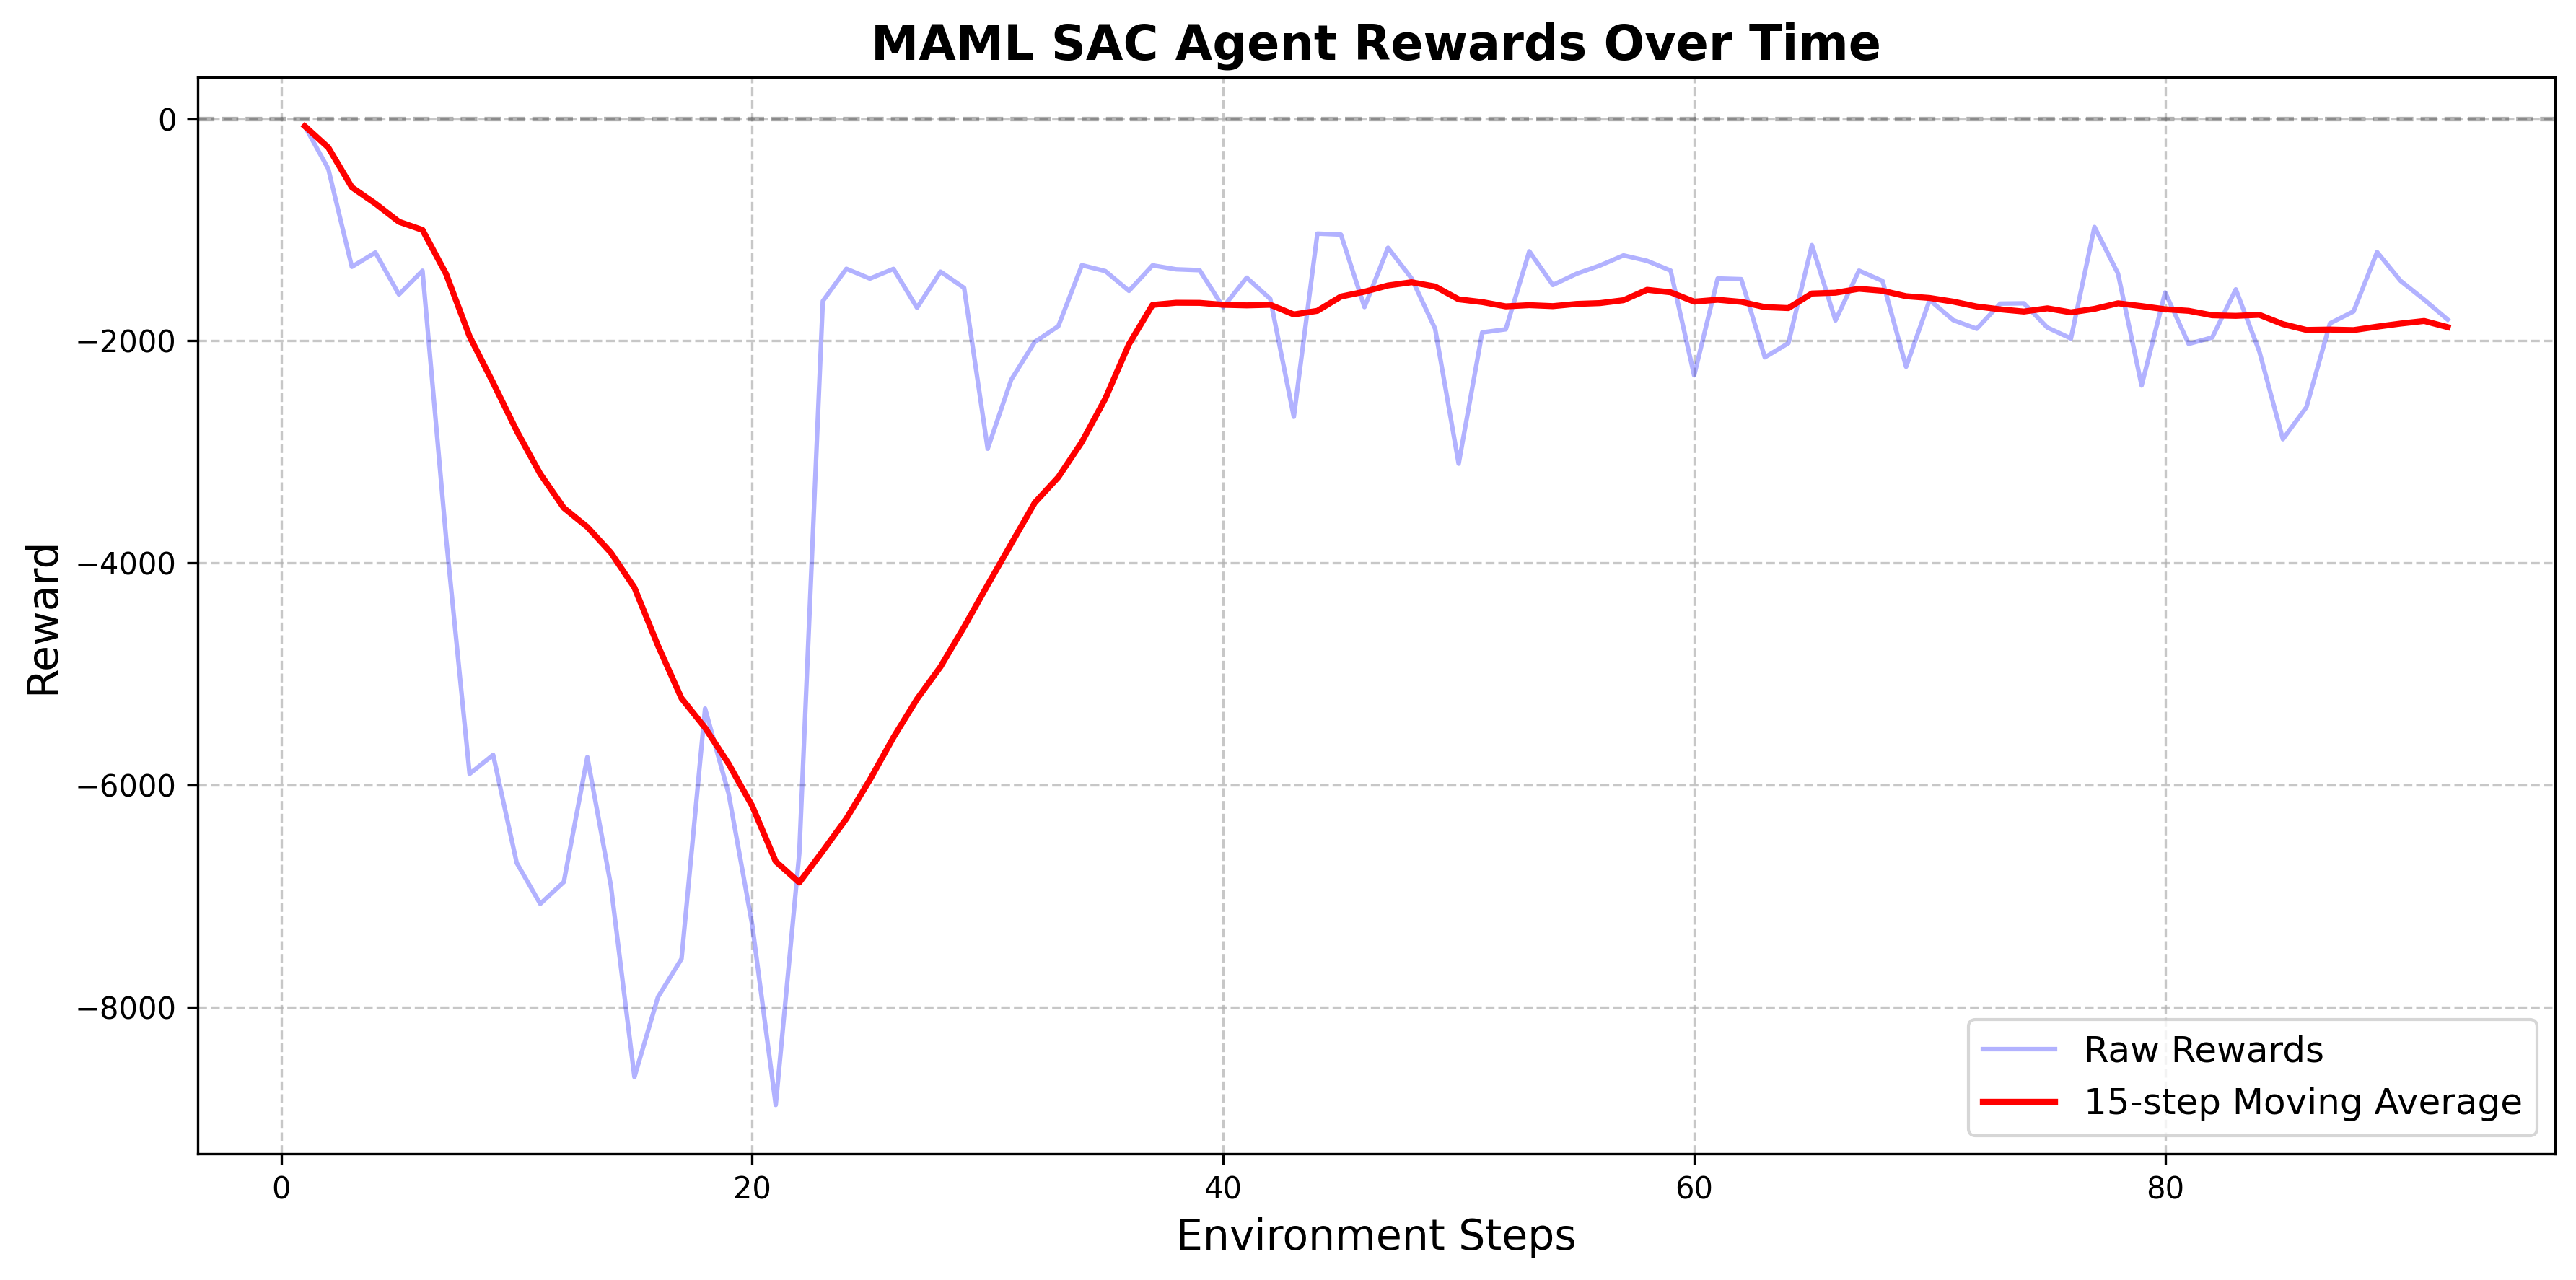 MAML SAC Agent Rewards Over Time
Reward
0
−2000
−4000
−6000
−8000
0
20
40
60
80
Environment Steps
Raw Rewards
15-step Moving Average